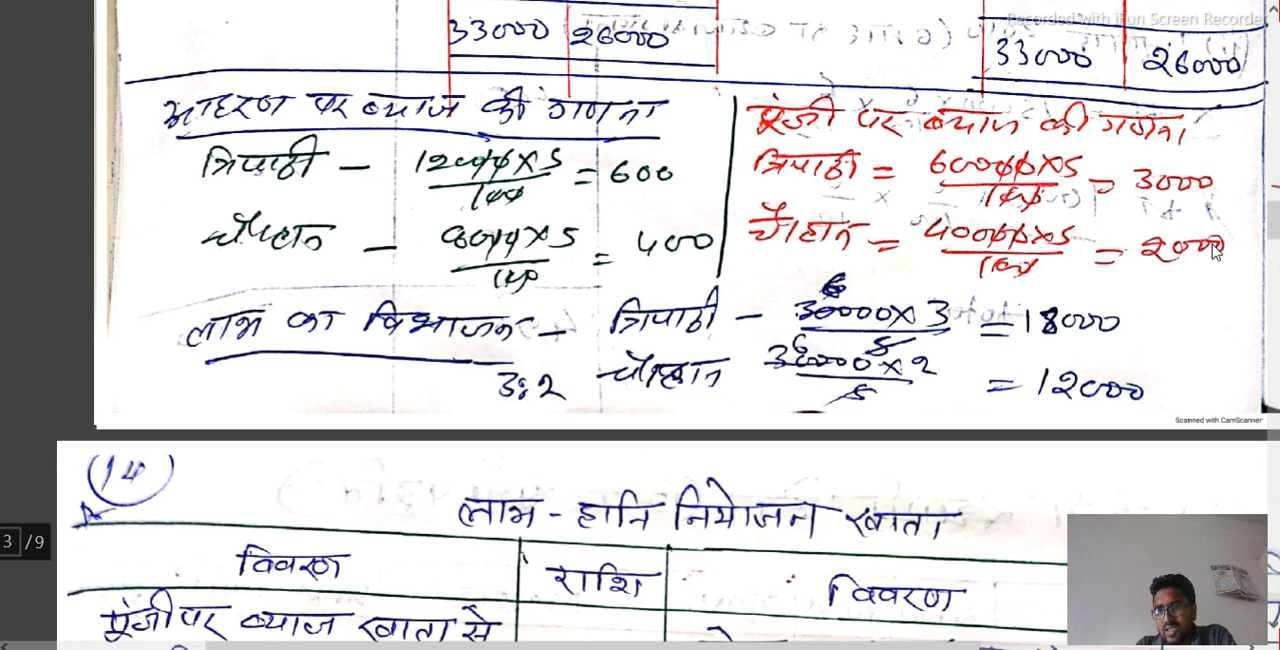 Recorded with iFun Screen Recorder
33000 26000 33000 26000
आहरण पर ब्याज की गणना
त्रिपाठी — 12000×5/100 = 600
चौहान — 8000×5/100 = 400
पूंजी पर ब्याज की गणना
त्रिपाठी = 60000×5/100 = 3000
चौहान = 40000×5/100 = 2000
लाभ का विभाजन — त्रिपाठी — 30000×3/5 = 18000
3:2 चौहान 30000×2/5 = 12000
Scanned with CamScanner
(14)
लाभ-हानि नियोजन खाता
विवरण राशि विवरण
पूंजी पर ब्याज खाता से
3 / 9